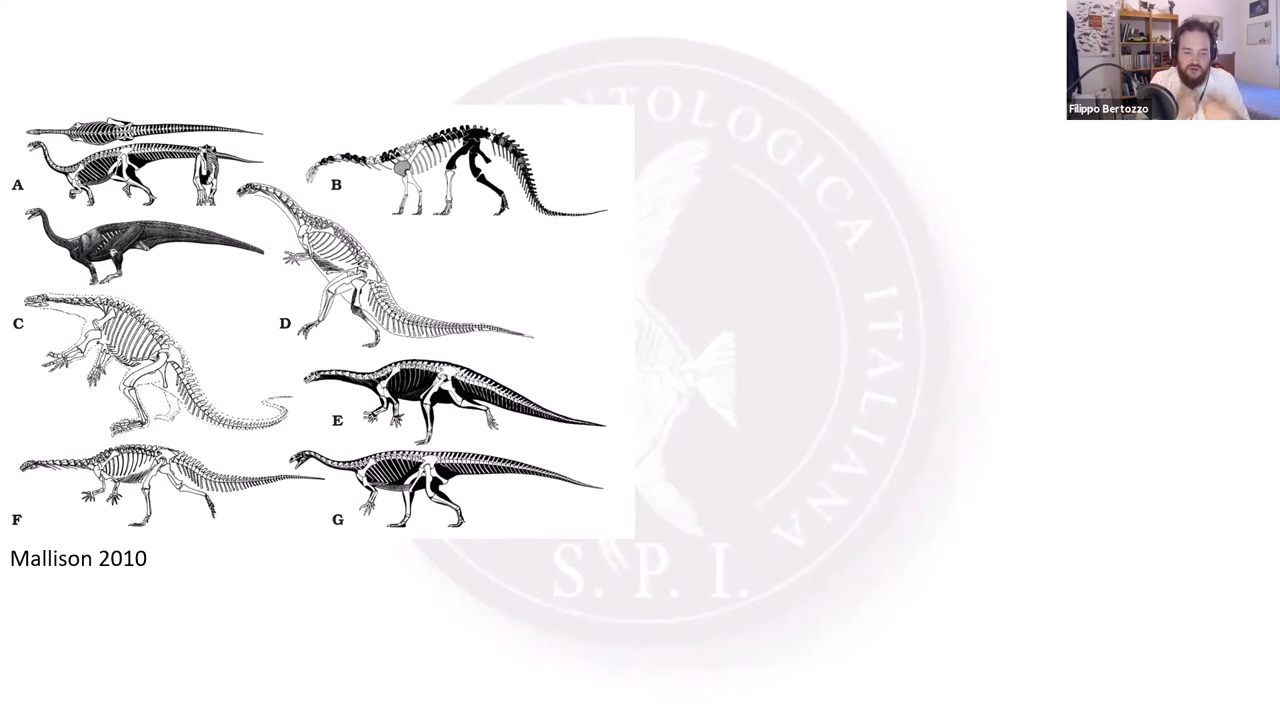 Filippo Bertozzo
A
B
C
D
E
F
G
Mallison 2010
NTOLOGICA ITALIANA
S. P. I.